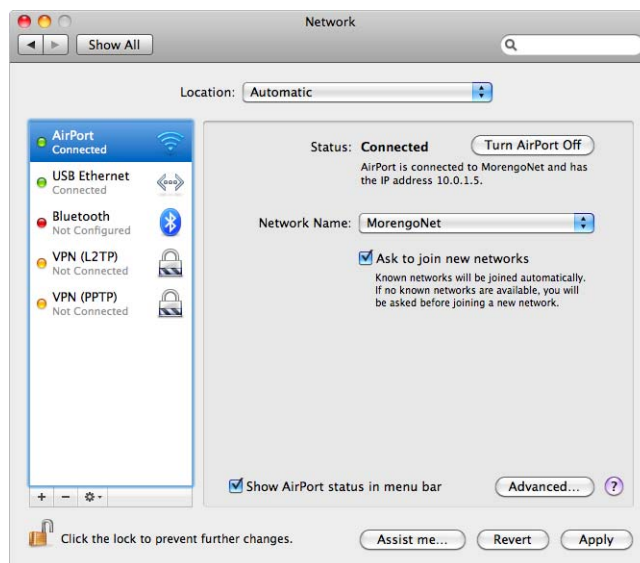 Network
Show All
Location: Automatic
AirPort
Connected
USB Ethernet
Connected
Bluetooth
Not Configured
VPN (L2TP)
Not Connected
VPN (PPTP)
Not Connected
Status: Connected
Turn AirPort Off
AirPort is connected to MorengoNet and has
the IP address 10.0.1.5.
Network Name: MorengoNet
Ask to join new networks
Known networks will be joined automatically.
If no known networks are available, you will
be asked before joining a new network.
Show AirPort status in menu bar
Advanced... ?
Click the lock to prevent further changes.
Assist me... Revert Apply